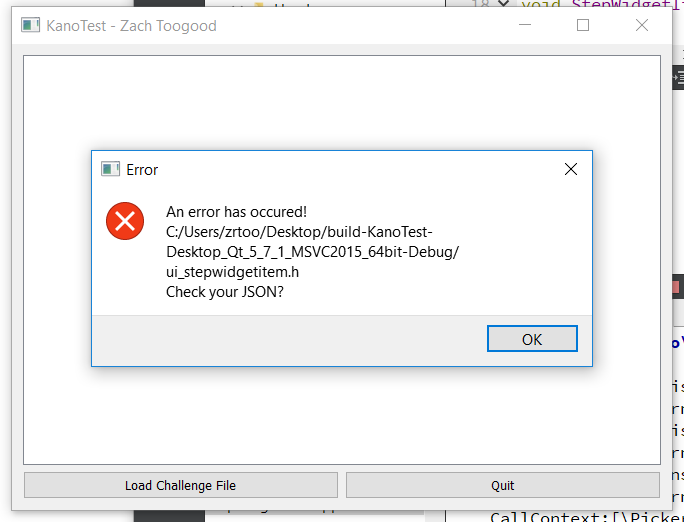 18 void StepWidgetI
KanoTest - Zach Toogood
Error
An error has occured!
C:/Users/zrtoo/Desktop/build-KanoTest-
Desktop_Qt_5_7_1_MSVC2015_64bit-Debug/
ui_stepwidgetitem.h
Check your JSON?
OK
Load Challenge File
Quit
CallContext:[\Picker